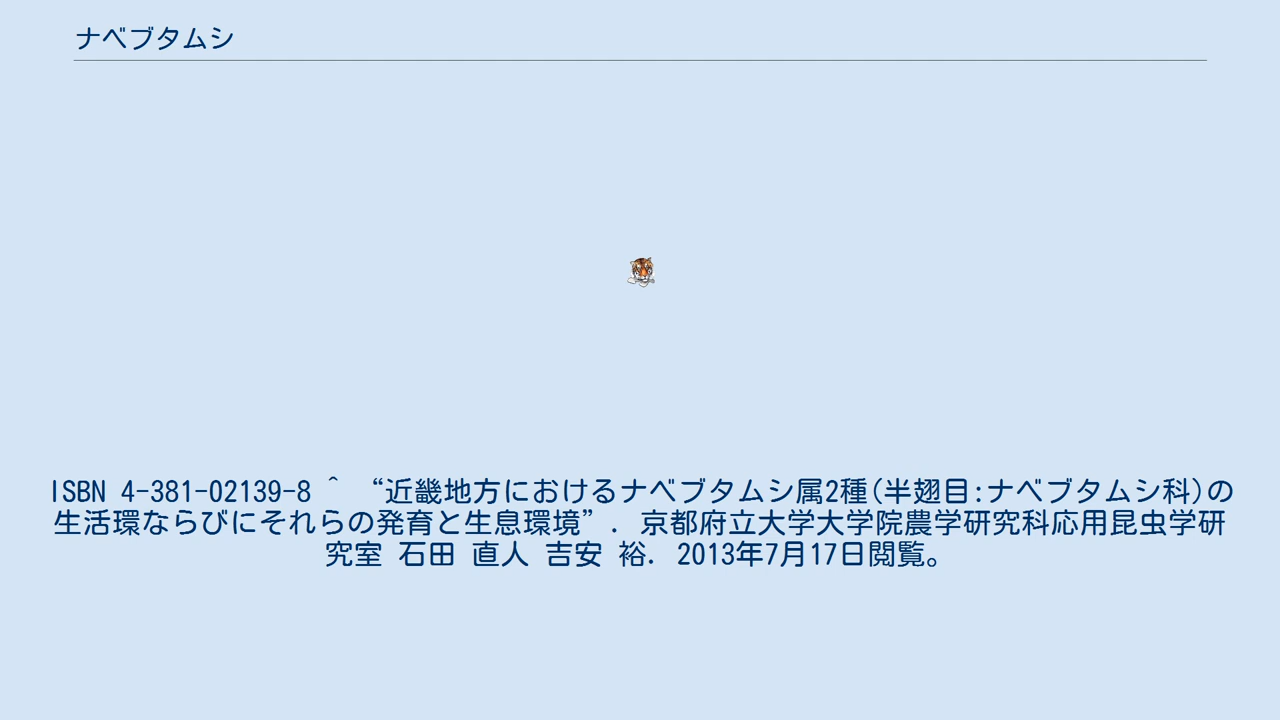 ナベブタムシ
ISBN 4-381-02139-8 ^ “近畿地方におけるナベブタムシ属2種(半翅目:ナベブタムシ科)の
生活環ならびにそれらの発育と生息環境”. 京都府立大学大学院農学研究科応用昆虫学研
究室 石田 直人 吉安 裕. 2013年7月17日閲覧。